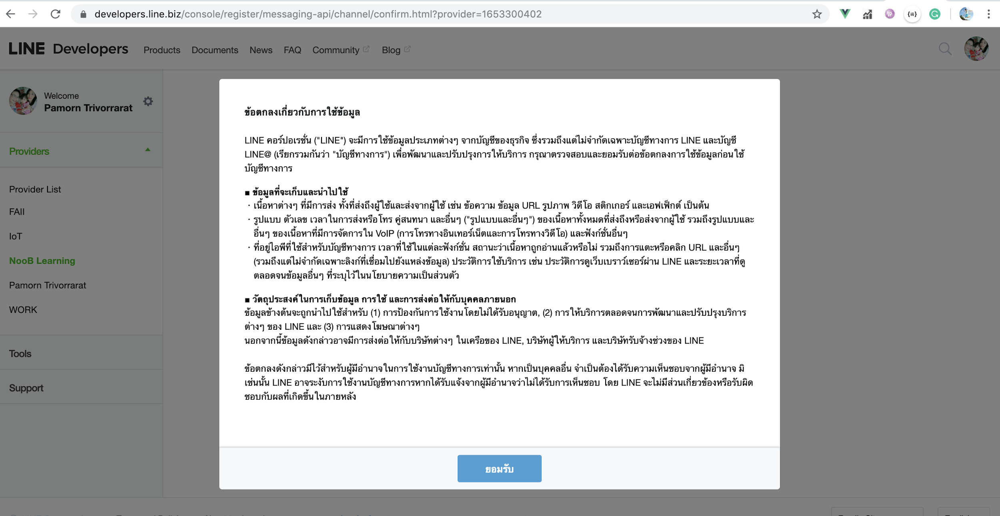 developers.line.biz/console/register/messaging-api/channel/confirm.html?provider=1653300402
LINE Developers Products Documents News FAQ Community Blog
Welcome
Pamorn Trivorrarat
Providers
Provider List
FAII
IoT
NooB Learning
Pamorn Trivorrarat
WORK
Tools
Support
ข้อตกลงเกี่ยวกับการใช้ข้อมูล
LINE คอร์ปอเรชั่น ("LINE") จะมีการใช้ข้อมูลประเภทต่างๆ จากบัญชีของธุรกิจ ซึ่งรวมถึงแต่ไม่จำกัดเฉพาะบัญชีทางการ LINE และบัญชี
LINE@ (เรียกรวมกันว่า "บัญชีทางการ") เพื่อพัฒนาและปรับปรุงการให้บริการ กรุณาตรวจสอบและยอมรับต่อข้อตกลงการใช้ข้อมูลก่อนใช้
บัญชีทางการ
■ ข้อมูลที่จะเก็บและนำไปใช้
· เนื้อหาต่างๆ ที่มีการส่ง ทั้งที่ส่งถึงผู้ใช้และส่งจากผู้ใช้ เช่น ข้อความ ข้อมูล URL รูปภาพ วิดีโอ สติกเกอร์ และเอฟเฟ็กต์ เป็นต้น
· รูปแบบ ตัวเลข เวลาในการส่งหรือโทร คู่สนทนา และอื่นๆ ("รูปแบบและอื่นๆ") ของเนื้อหาทั้งหมดที่ส่งถึงหรือส่งจากผู้ใช้ รวมถึงรูปแบบและ
อื่นๆ ของเนื้อหาที่มีการจัดการใน VoIP (การโทรทางอินเทอร์เน็ตและการโทรทางวิดีโอ) และฟังก์ชั่นอื่นๆ
· ที่อยู่ไอพีที่ใช้สำหรับบัญชีทางการ เวลาที่ใช้ในแต่ละฟังก์ชั่น สถานะว่าเนื้อหาถูกอ่านแล้วหรือไม่ รวมถึงการแตะหรือคลิก URL และอื่นๆ
(รวมถึงแต่ไม่จำกัดเฉพาะลิงก์ที่เชื่อมไปยังแหล่งข้อมูล) ประวัติการใช้บริการ เช่น ประวัติการดูเว็บเบราว์เซอร์ผ่าน LINE และระยะเวลาที่ดู
ตลอดจนข้อมูลอื่นๆ ที่ระบุไว้ในนโยบายความเป็นส่วนตัว
■ วัตถุประสงค์ในการเก็บข้อมูล การใช้ และการส่งต่อให้กับบุคคลภายนอก
ข้อมูลข้างต้นจะถูกนำไปใช้สำหรับ (1) การป้องกันการใช้งานโดยไม่ได้รับอนุญาต, (2) การให้บริการตลอดจนการพัฒนาและปรับปรุงบริการ
ต่างๆ ของ LINE และ (3) การแสดงโฆษณาต่างๆ
นอกจากนี้ข้อมูลดังกล่าวอาจมีการส่งต่อให้กับบริษัทต่างๆ ในเครือของ LINE, บริษัทผู้ให้บริการ และบริษัทรับจ้างช่วงของ LINE
ข้อตกลงดังกล่าวมีไว้สำหรับผู้มีอำนาจในการใช้งานบัญชีทางการเท่านั้น หากเป็นบุคคลอื่น จำเป็นต้องได้รับความเห็นชอบจากผู้มีอำนาจ มิ
เช่นนั้น LINE อาจระงับการใช้งานบัญชีทางการหากได้รับแจ้งจากผู้มีอำนาจว่าไม่ได้รับการเห็นชอบ โดย LINE จะไม่มีส่วนเกี่ยวข้องหรือรับผิด
ชอบกับผลที่เกิดขึ้นในภายหลัง
ยอมรับ